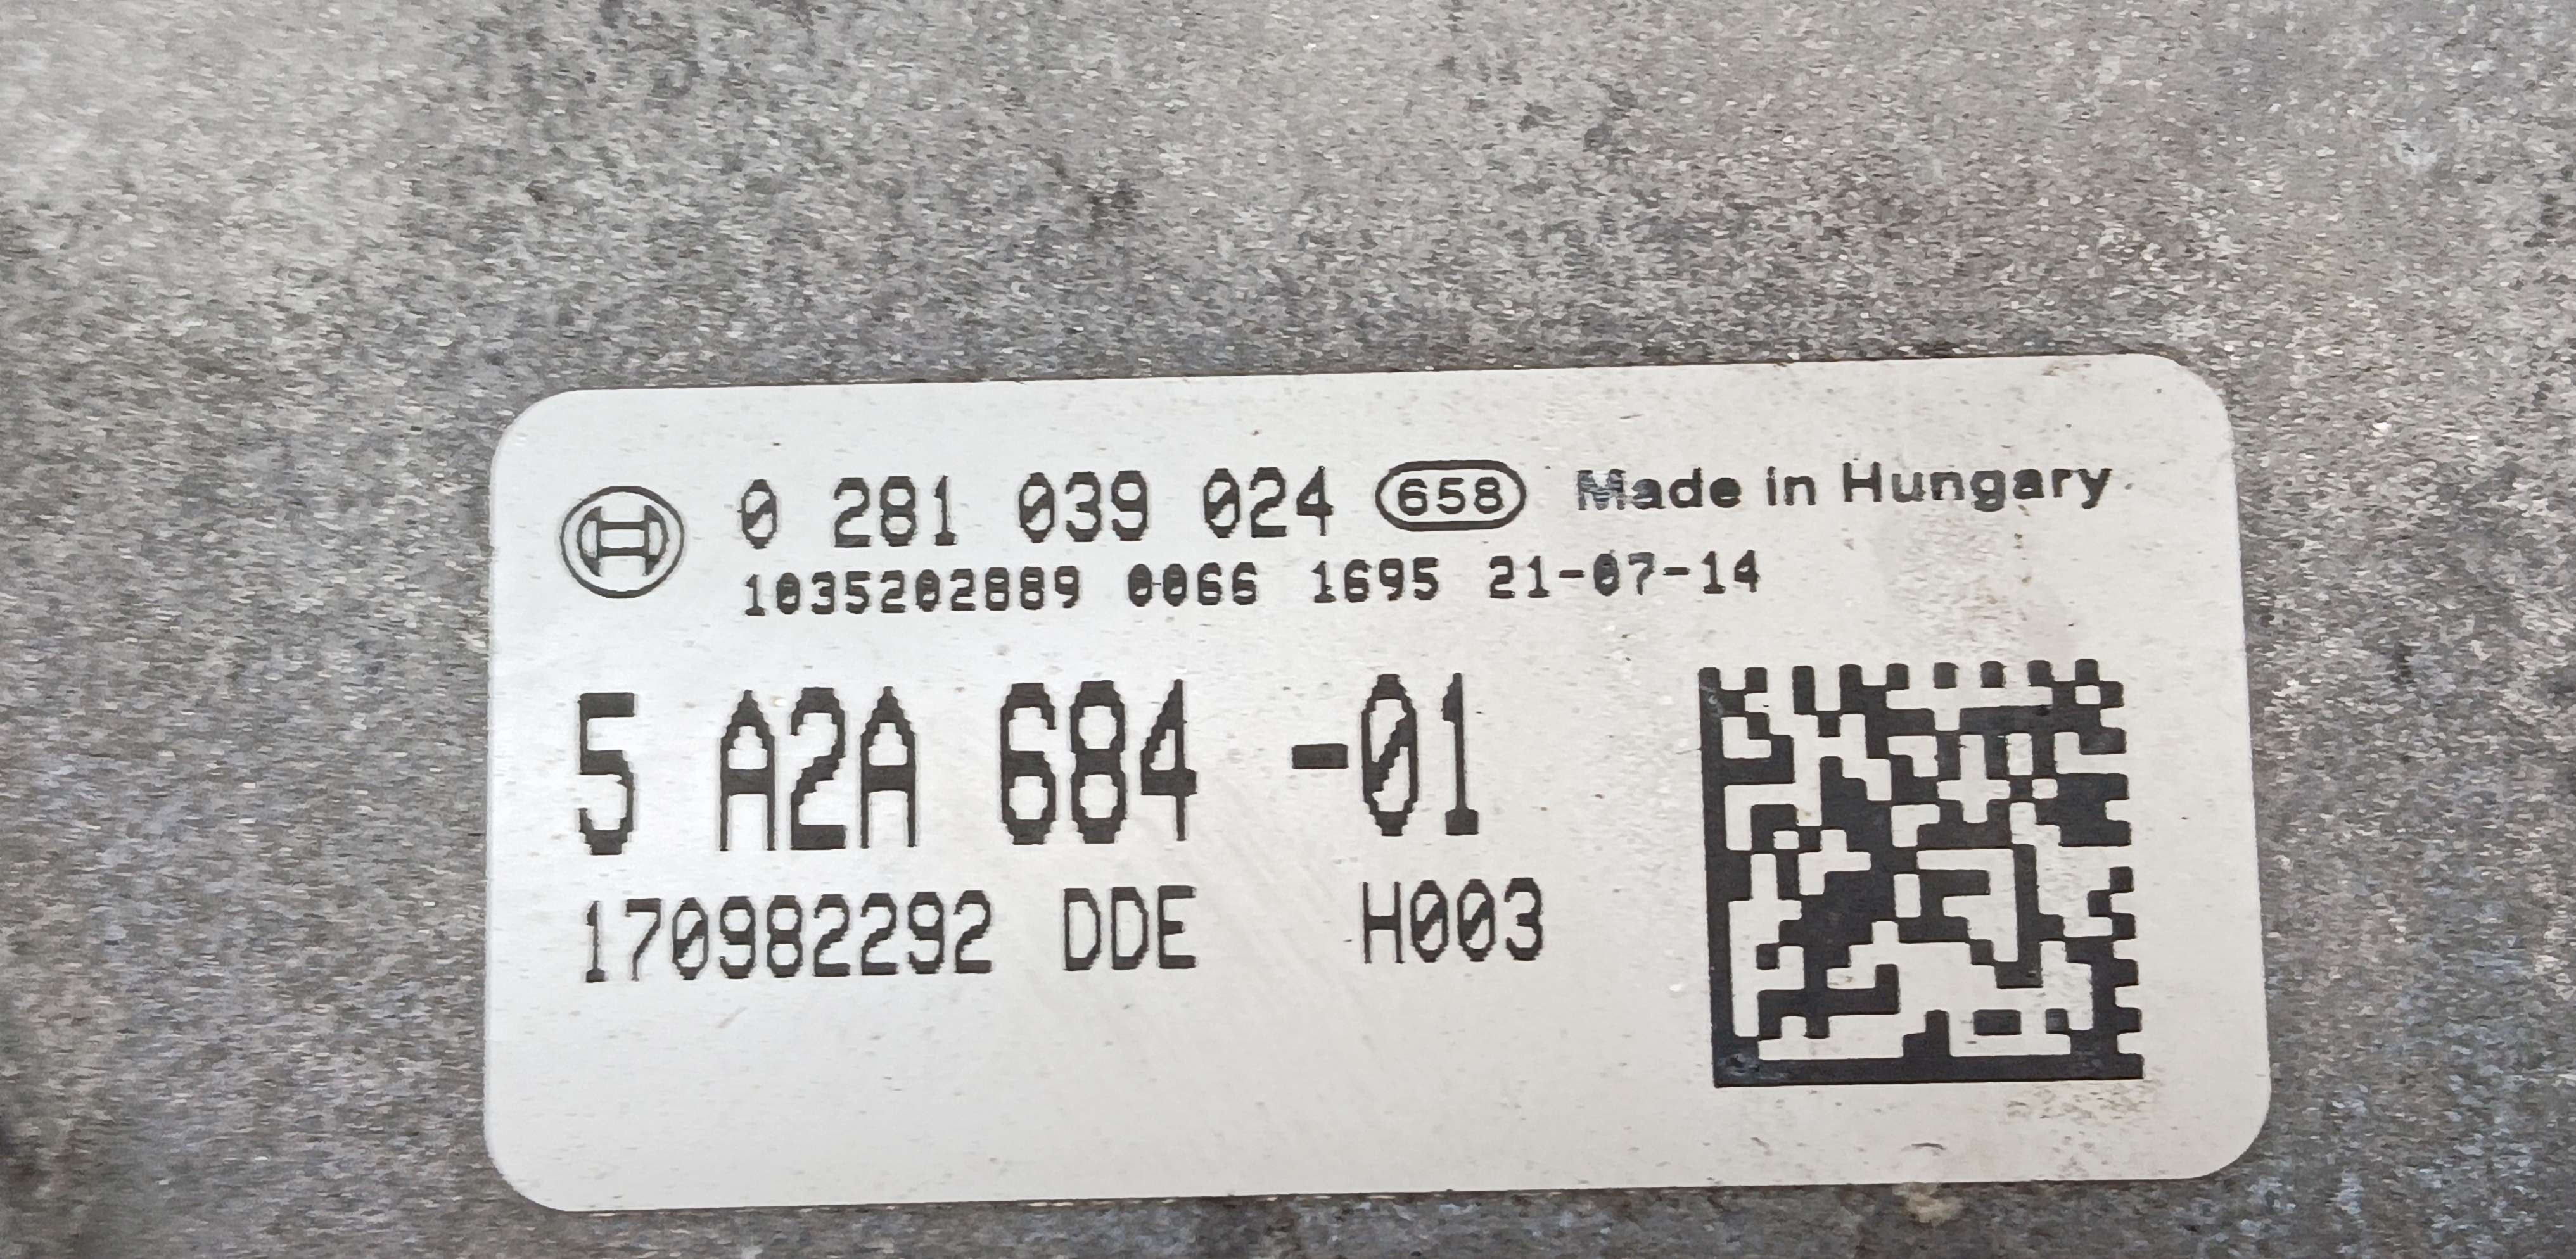 0 281 039 024 658 Made in Hungary
1035202889 0066 1695 21-07-14
5 A2A 684 -01
170982292 DDE H003